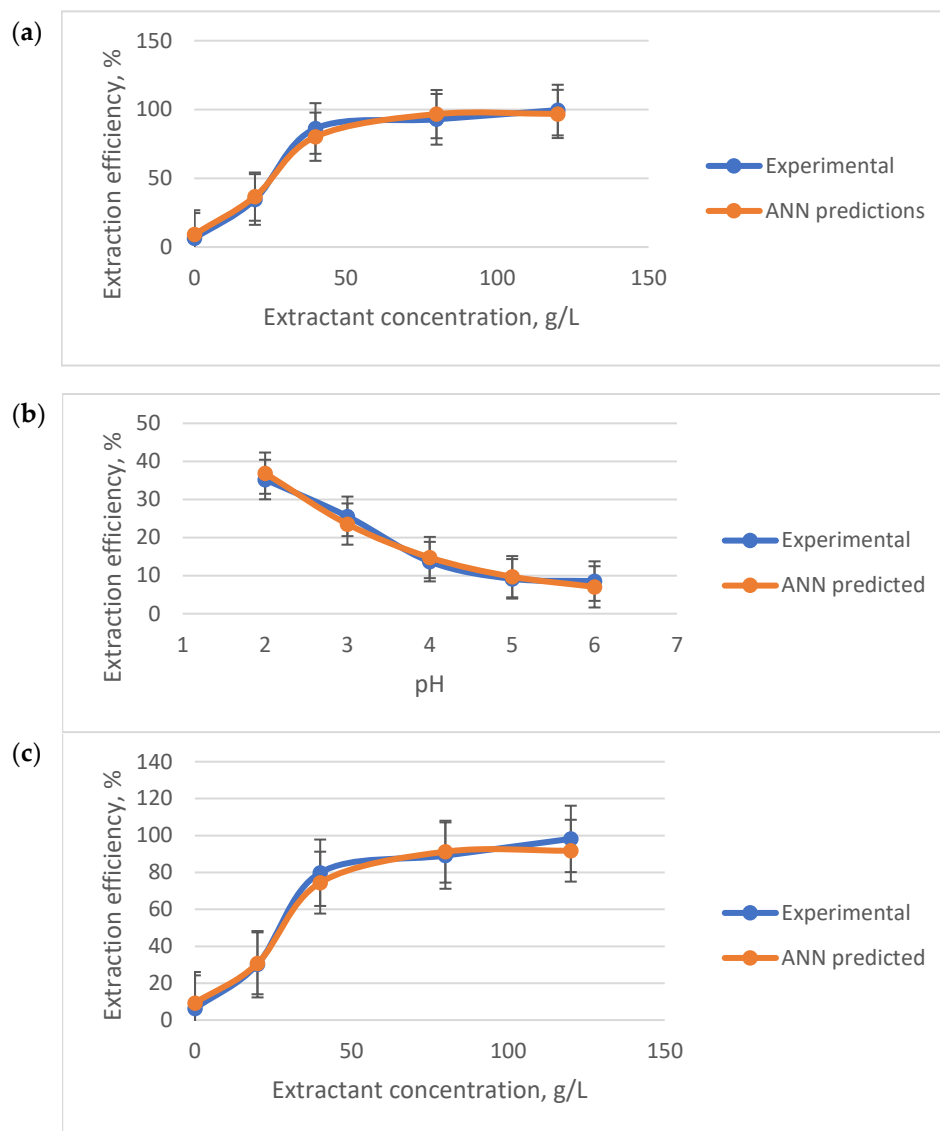 (a)
150
100
50
0
0 50 100 150
Extraction efficiency, %
Extractant concentration, g/L
Experimental
ANN predictions
(b)
50
40
30
20
10
0
1 2 3 4 5 6 7
Extraction efficiency, %
pH
Experimental
ANN predicted
(c)
140
120
100
80
60
40
20
0
0 50 100 150
Extraction efficiency, %
Extractant concentration, g/L
Experimental
ANN predicted